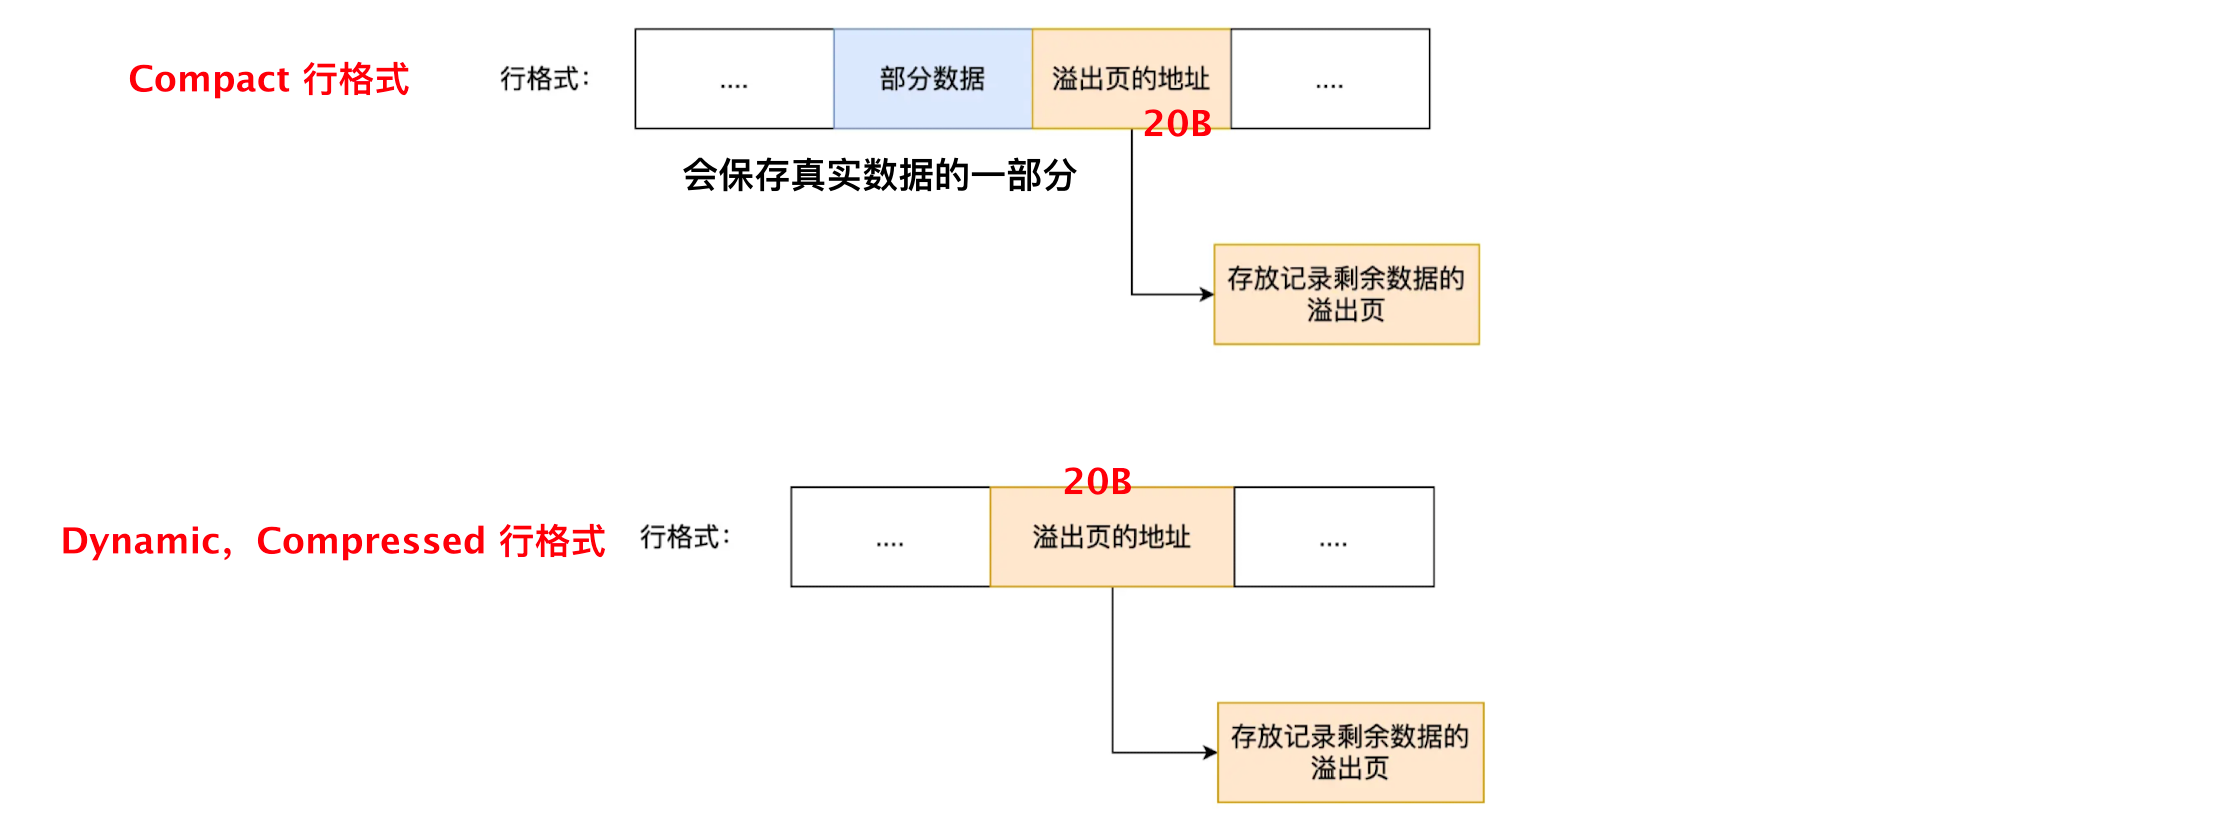 Compact 行格式
行格式：
....
部分数据
溢出页的地址
....
20B
会保存真实数据的一部分
存放记录剩余数据的
溢出页
20B
Dynamic，Compressed 行格式
行格式：
....
溢出页的地址
....
存放记录剩余数据的
溢出页